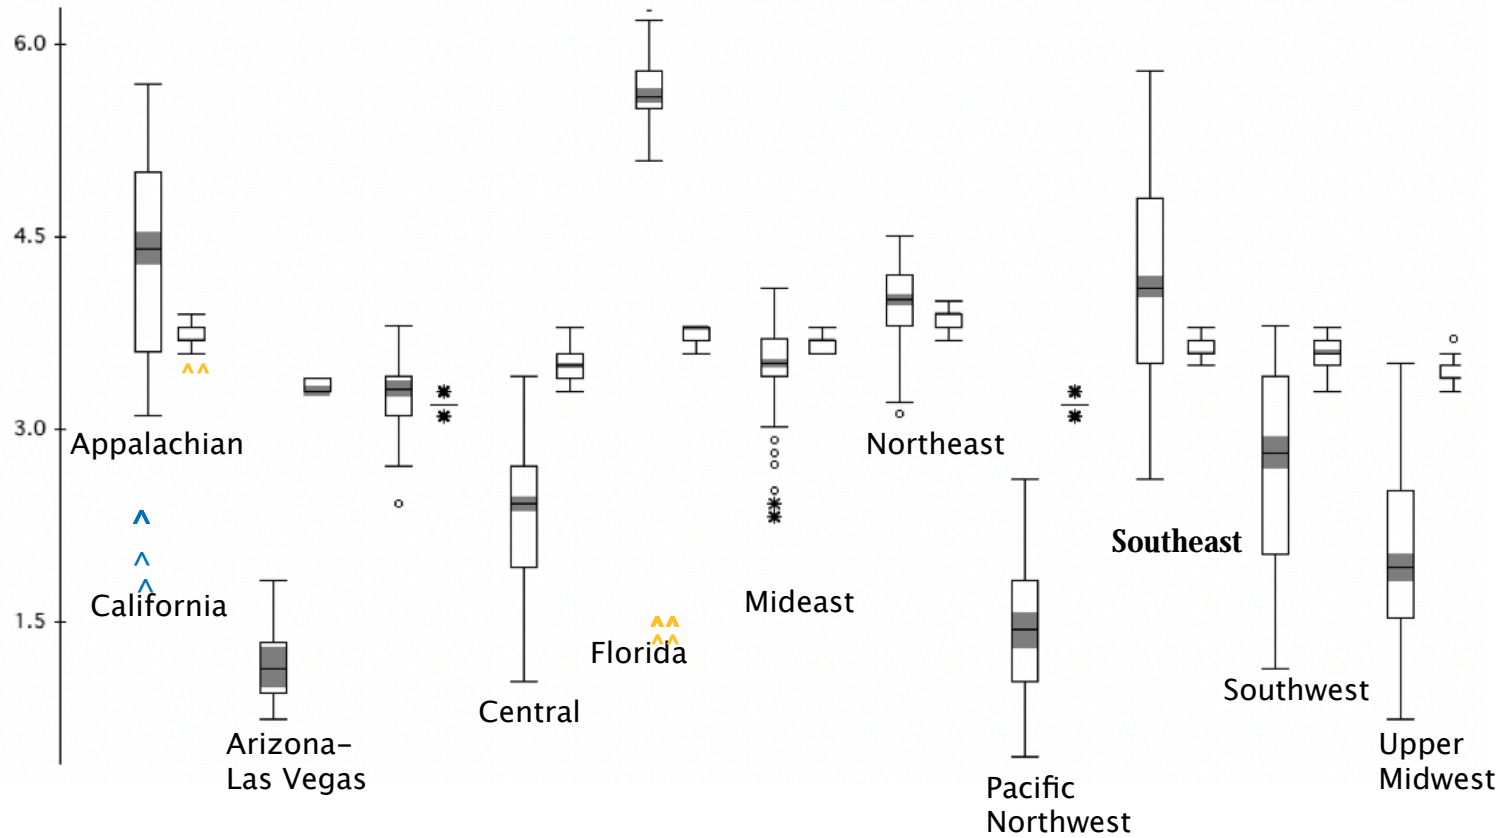 6.0
4.5
3.0
1.5
Appalachian
California
Arizona-
Las Vegas
Central
Florida
Mideast
Northeast
Pacific
Northwest
Southeast
Southwest
Upper
Midwest